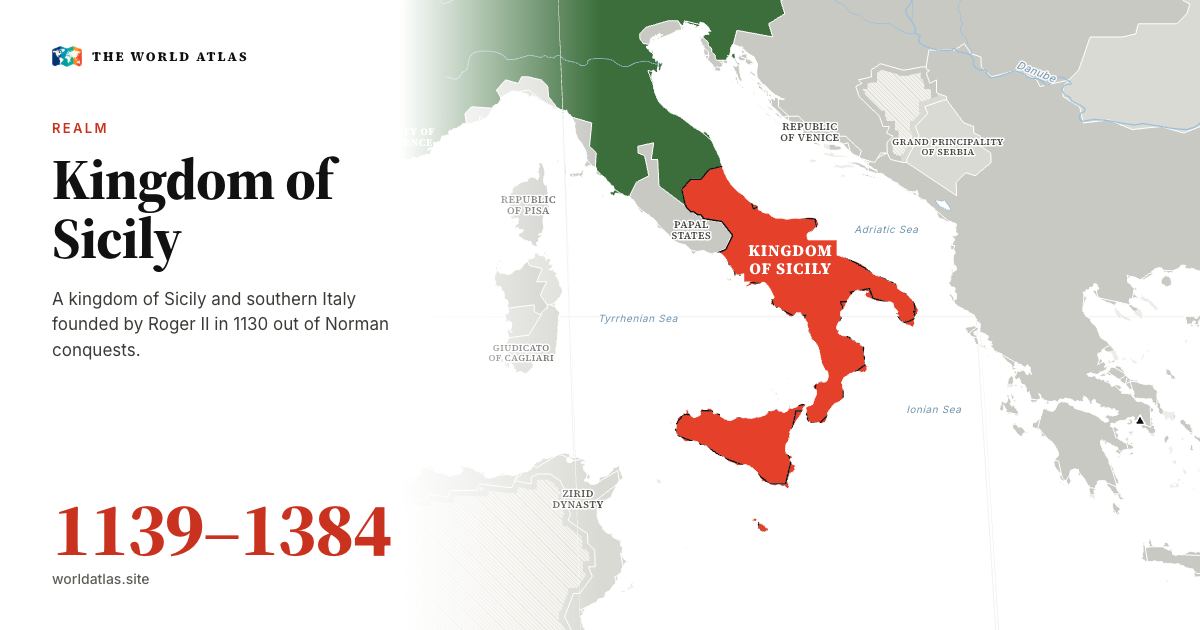 THE WORLD ATLAS
REALM
Kingdom of
Sicily
A kingdom of Sicily and southern Italy
founded by Roger II in 1130 out of Norman
conquests.
1139–1384
worldatlas.site
Danube
REPUBLIC
OF VENICE
GRAND PRINCIPALITY
OF SERBIA
REPUBLIC
OF PISA
PAPAL
STATES
Adriatic Sea
KINGDOM
OF SICILY
Tyrrhenian Sea
GIUDICATO
OF CAGLIARI
Ionian Sea
ZIRID
DYNASTY